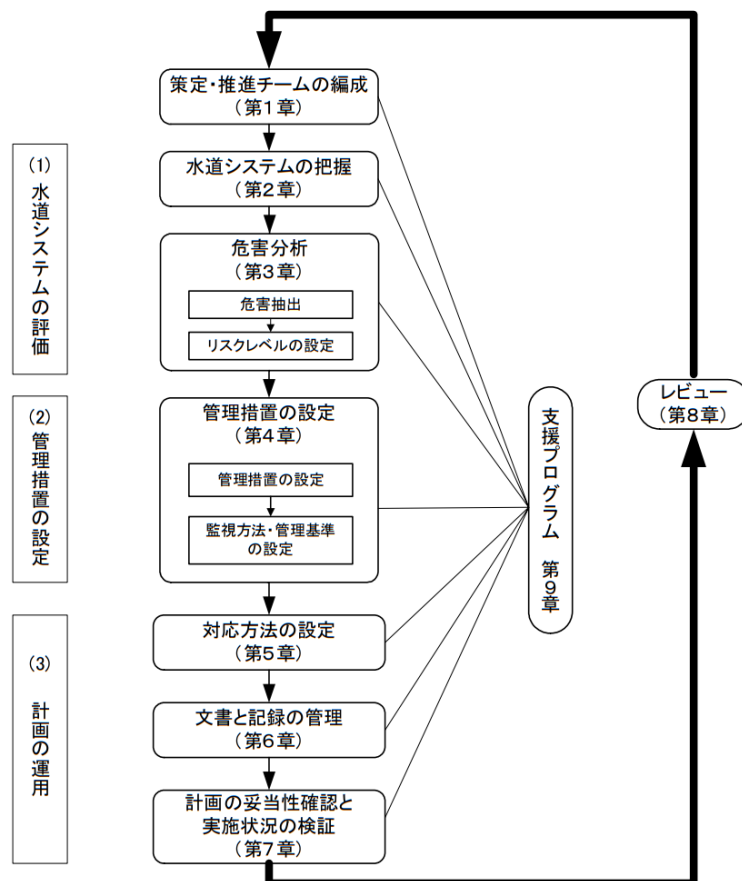 策定・推進チームの編成
(第1章)
(1) 水道システムの評価
水道システムの把握
(第2章)
危害分析
(第3章)
危害抽出
リスクレベルの設定
(2) 管理措置の設定
管理措置の設定
(第4章)
管理措置の設定
監視方法・管理基準
の設定
支援プログラム 第9章
レビュー
(第8章)
(3) 計画の運用
対応方法の設定
(第5章)
文書と記録の管理
(第6章)
計画の妥当性確認と
実施状況の検証
(第7章)